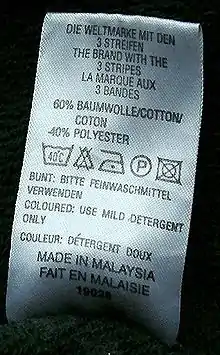 DIE WELTMARKE MIT DEN
3 STREIFEN
THE BRAND WITH THE
3 STRIPES
LA MARQUE AUX
3 BANDES
60% BAUMWOLLE/COTTON/
COTON
40% POLYESTER
40°C P
BUNT: BITTE FEINWASCHMITTEL
VERWENDEN
COLOURED: USE MILD DETERGENT
ONLY
COULEUR: DÉTERGENT DOUX
MADE IN MALAYSIA
FAIT EN MALAISIE